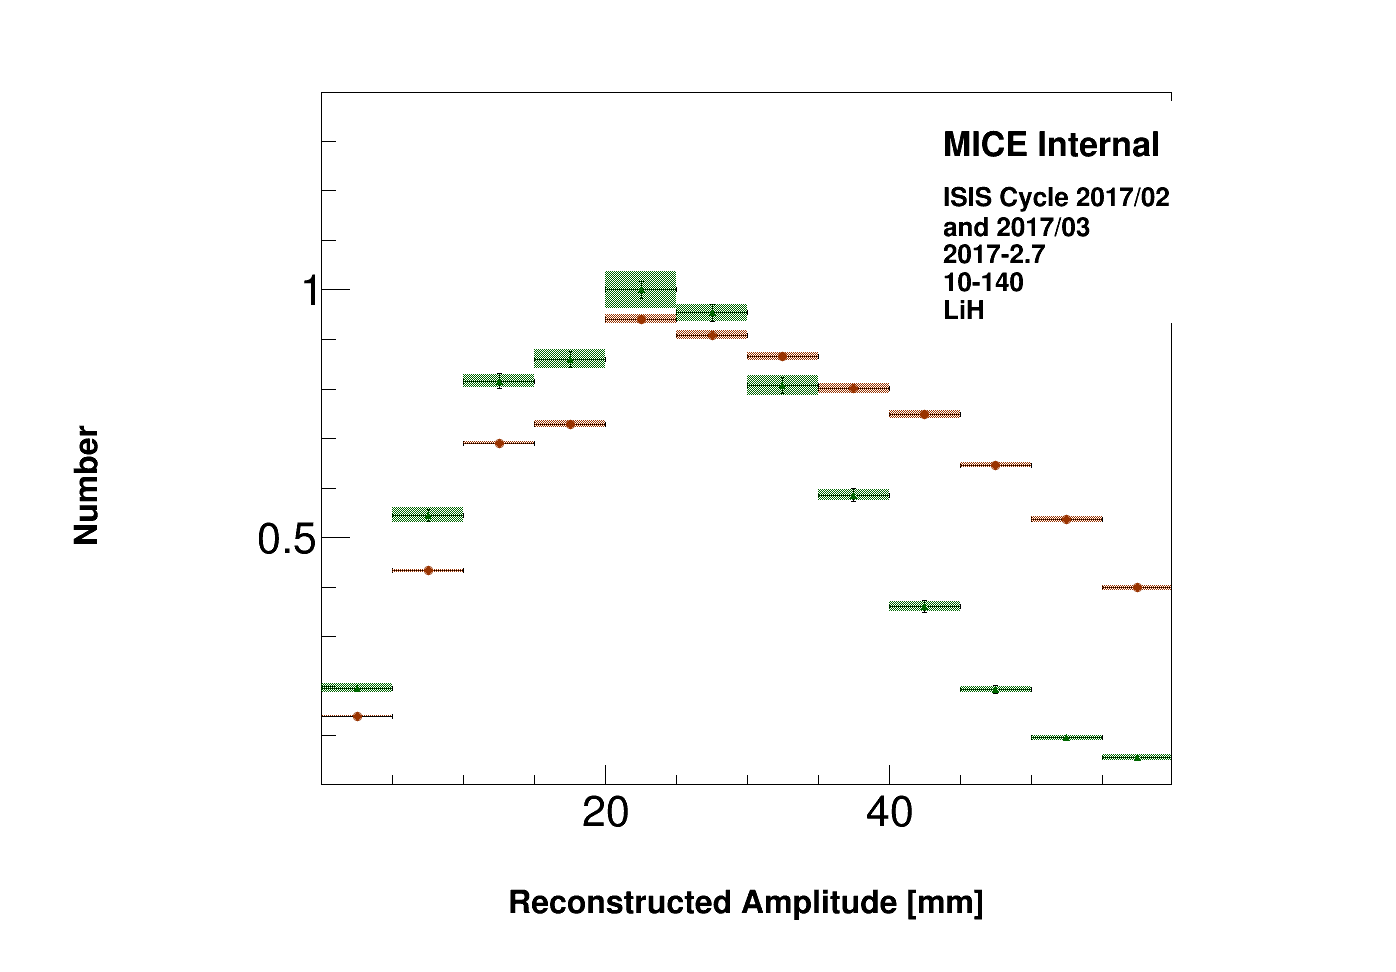 MICE Internal
ISIS Cycle 2017/02
and 2017/03
2017-2.7
10-140
LiH
1
0.5
Number
20 40
Reconstructed Amplitude [mm]